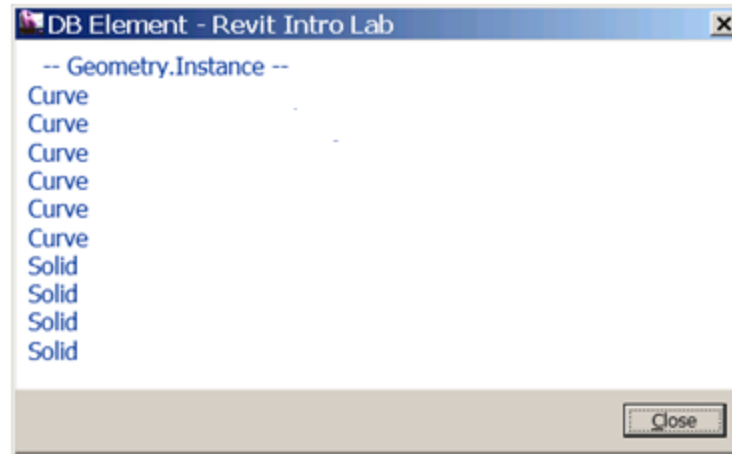 DB Element - Revit Intro Lab
-- Geometry.Instance --
Curve
Curve
Curve
Curve
Curve
Curve
Solid
Solid
Solid
Solid
Close